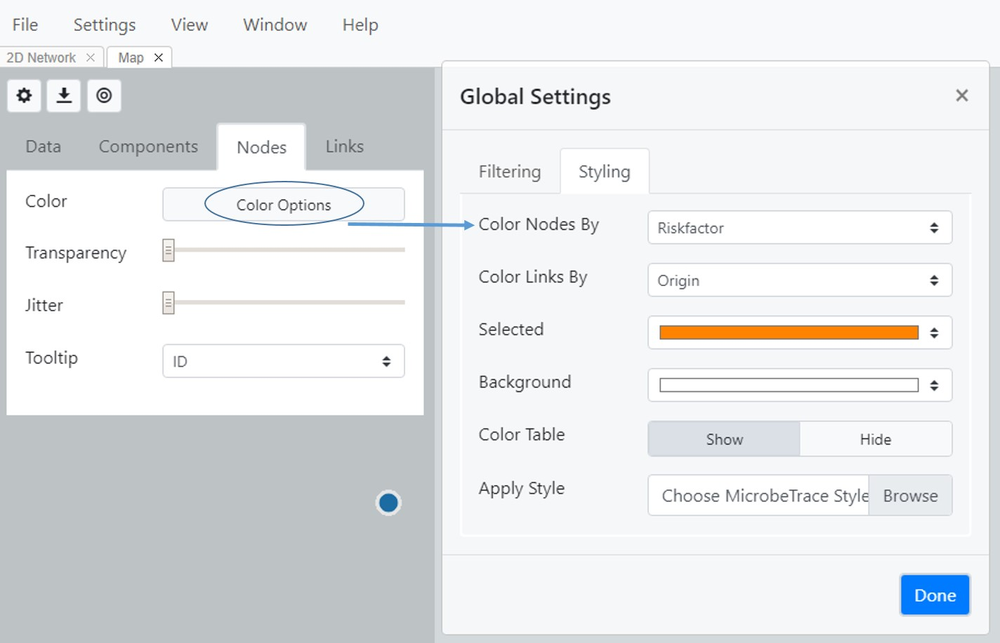 File Settings View Window Help
2D Network Map
Data Components Nodes Links
Color Color Options
Transparency
Jitter
Tooltip ID
Global Settings
Filtering Styling
Color Nodes By Riskfactor
Color Links By Origin
Selected
Background
Color Table Show Hide
Apply Style Choose MicrobeTrace Style Browse
Done